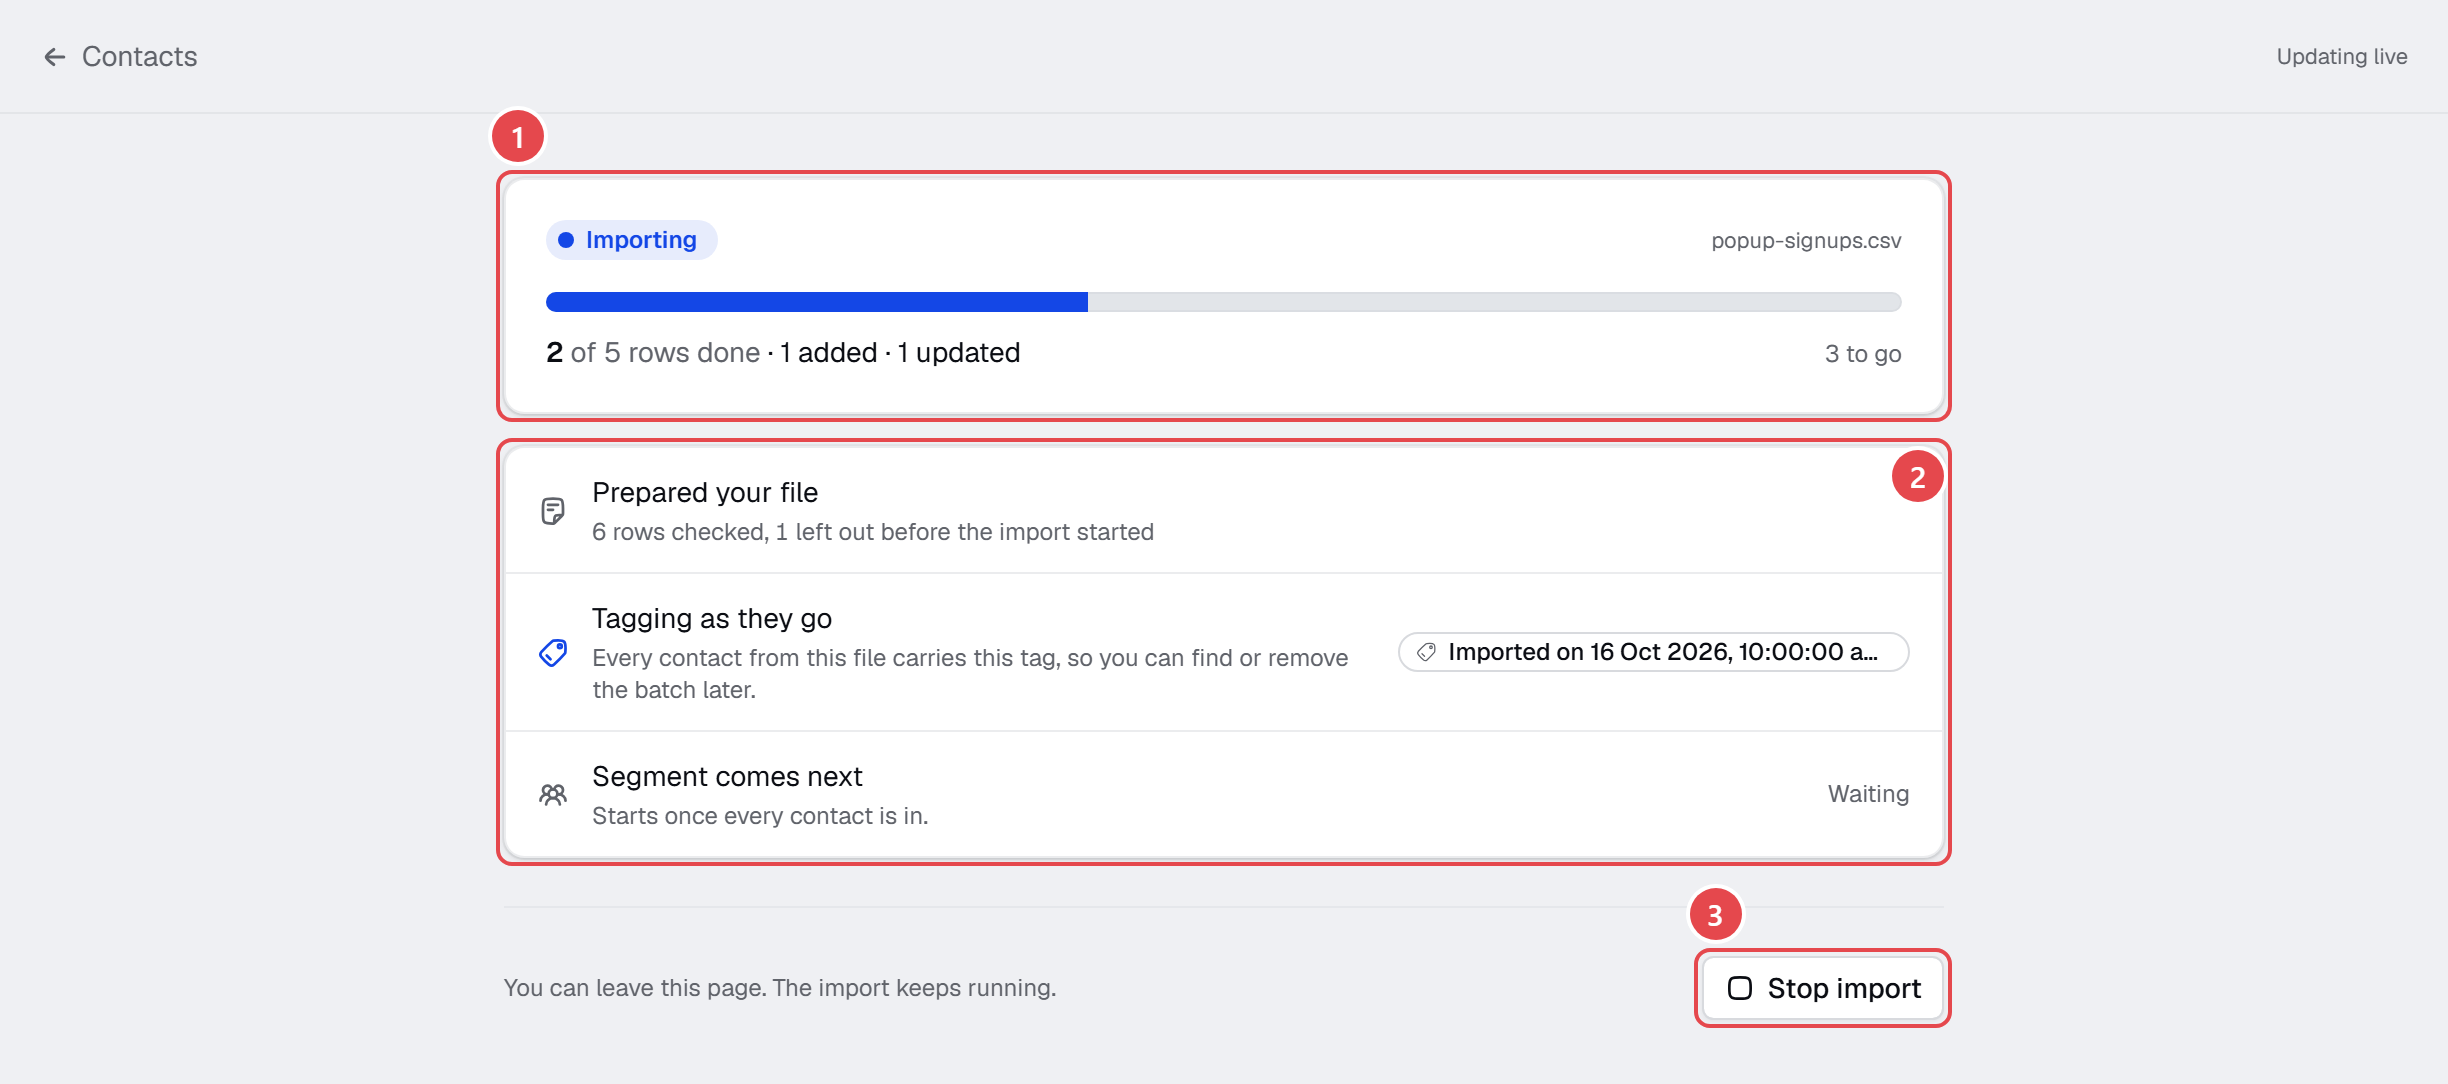 Contacts
Updating live
1
Importing
popup-signups.csv
2 of 5 rows done · 1 added · 1 updated
3 to go
2
Prepared your file
6 rows checked, 1 left out before the import started
Tagging as they go
Every contact from this file carries this tag, so you can find or remove
the batch later.
Imported on 16 Oct 2026, 10:00:00 a...
Segment comes next
Starts once every contact is in.
Waiting
3
You can leave this page. The import keeps running.
Stop import